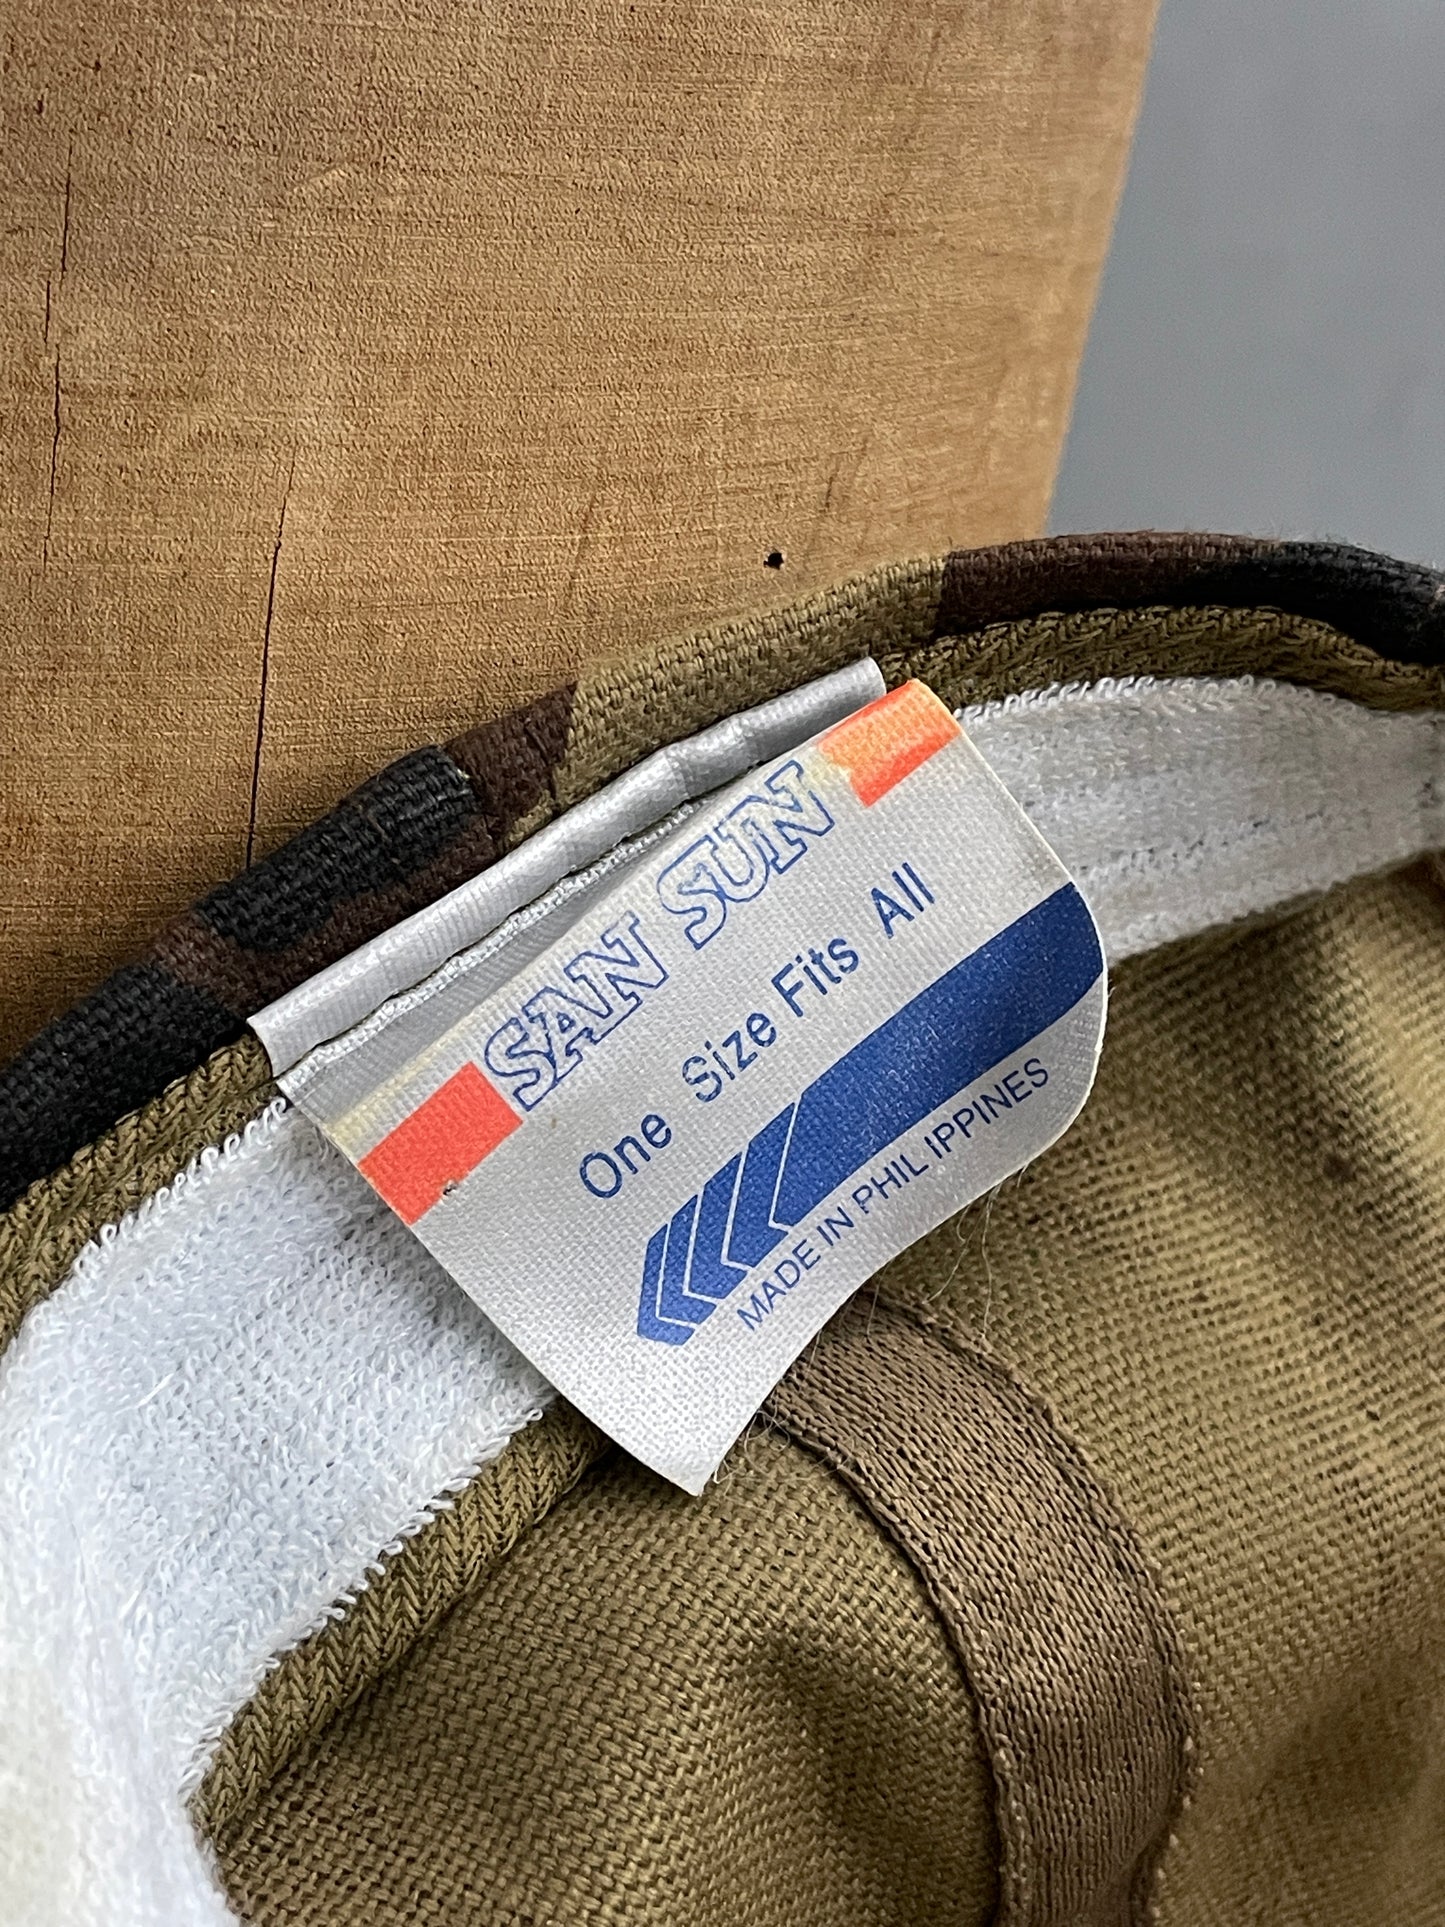 SAN SUN
One Size Fits All
MADE IN PHIL IPPINES